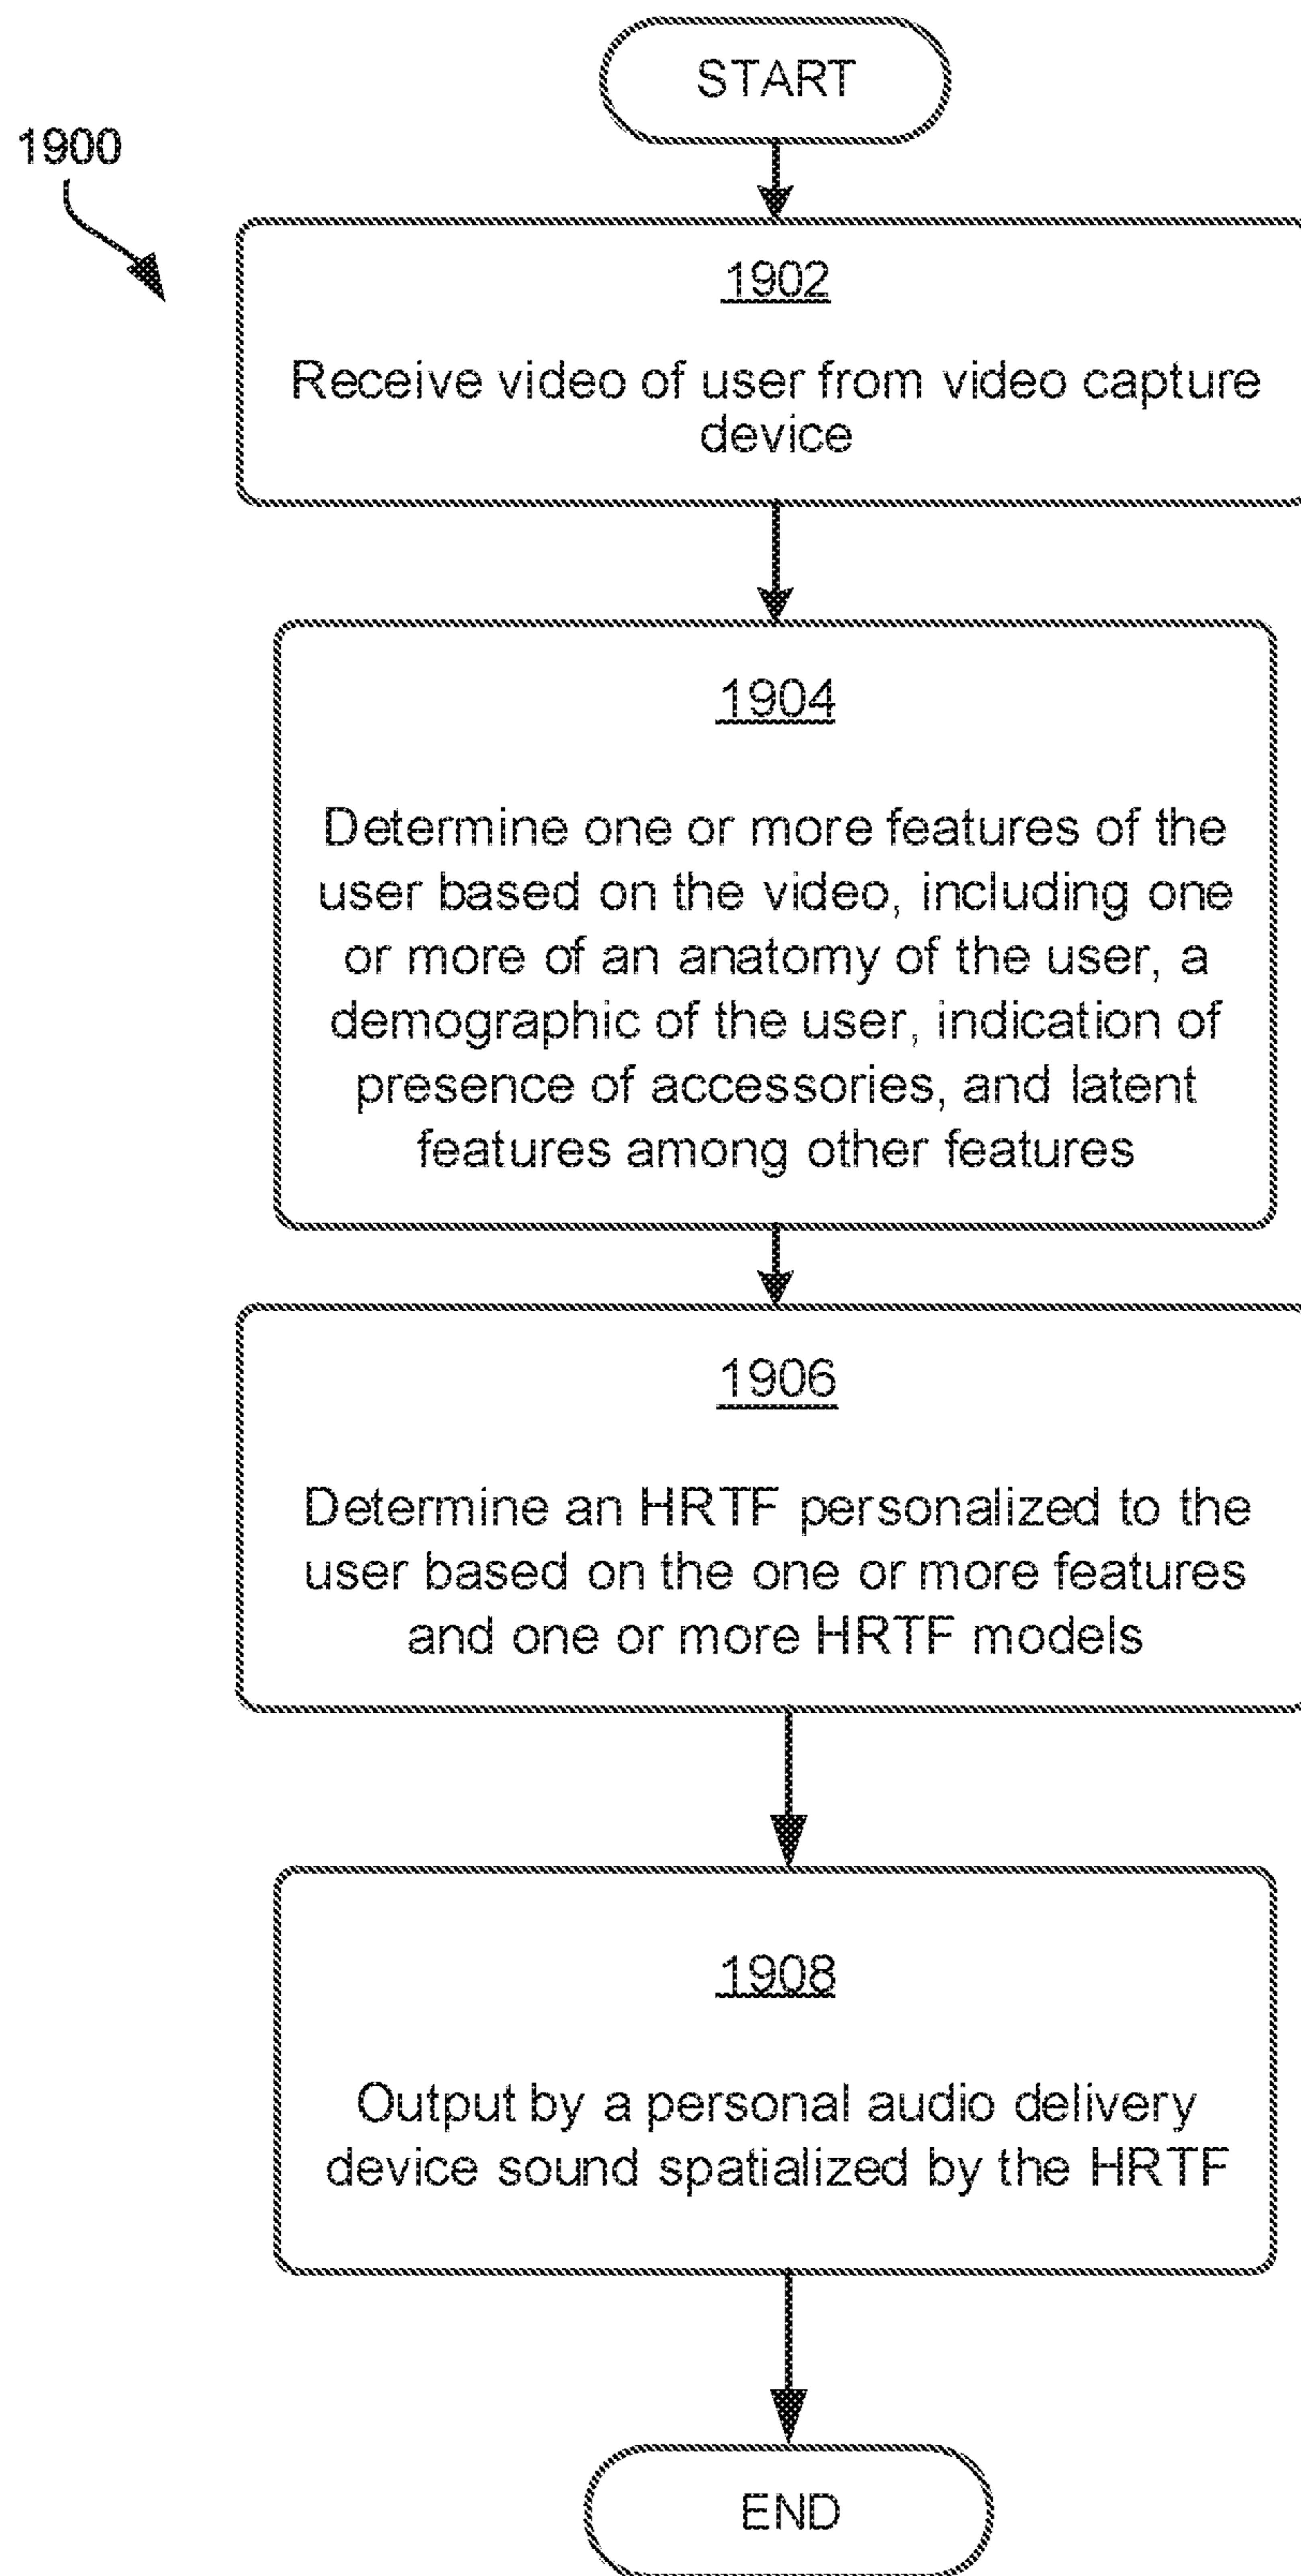 START
1900
1902
Receive video of user from video capture
device
1904
Determine one or more features of the
user based on the video, including one
or more of an anatomy of the user, a
demographic of the user, indication of
presence of accessories, and latent
features among other features
1906
Determine an HRTF personalized to the
user based on the one or more features
and one or more HRTF models
1908
Output by a personal audio delivery
device sound spatialized by the HRTF
END